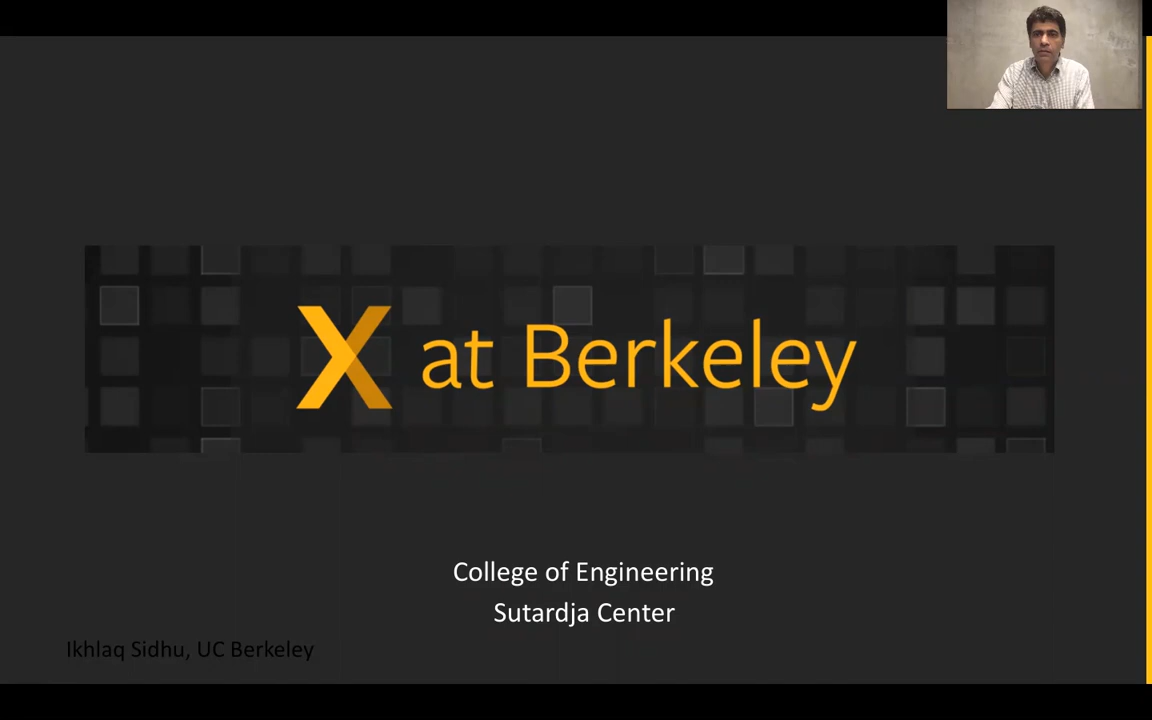 X at Berkeley
College of Engineering
Sutardja Center
Ikhlaq Sidhu, UC Berkeley